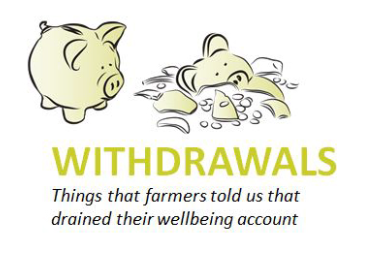 WITHDRAWALS
Things that farmers told us that
drained their wellbeing account